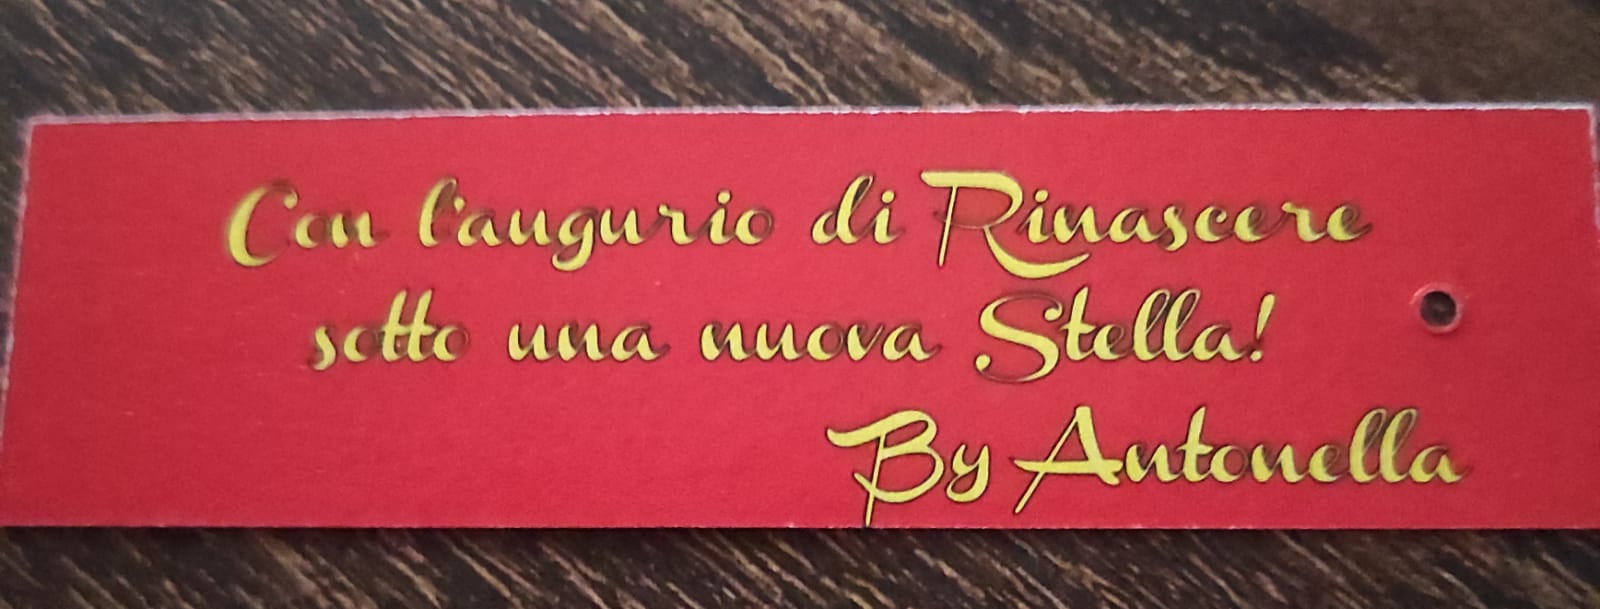 Con l'augurio di Rinascere
sotto una nuova Stella!
By Antonella